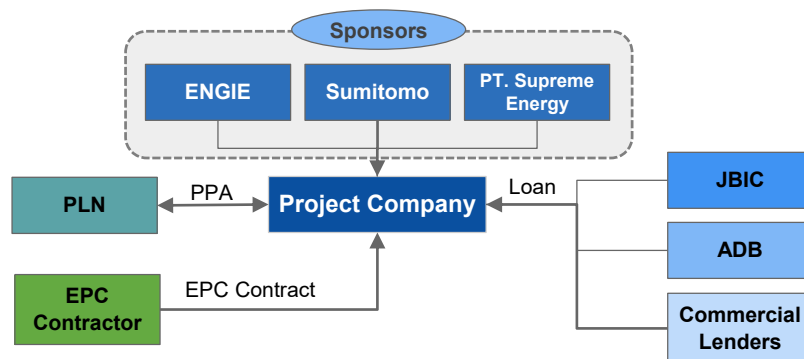 Sponsors
ENGIE
Sumitomo
PT. Supreme
Energy
PLN
PPA
Project Company
Loan
JBIC
ADB
EPC
Contractor
EPC Contract
Commercial
Lenders